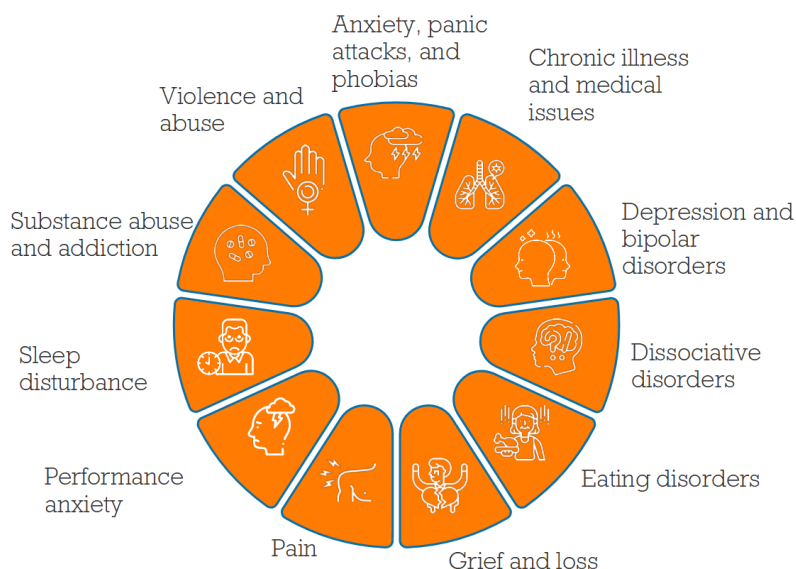 Anxiety, panic
attacks, and
phobias
Chronic illness
and medical
issues
Depression and
bipolar
disorders
Dissociative
disorders
Eating disorders
Grief and loss
Pain
Performance
anxiety
Sleep
disturbance
Substance abuse
and addiction
Violence and
abuse